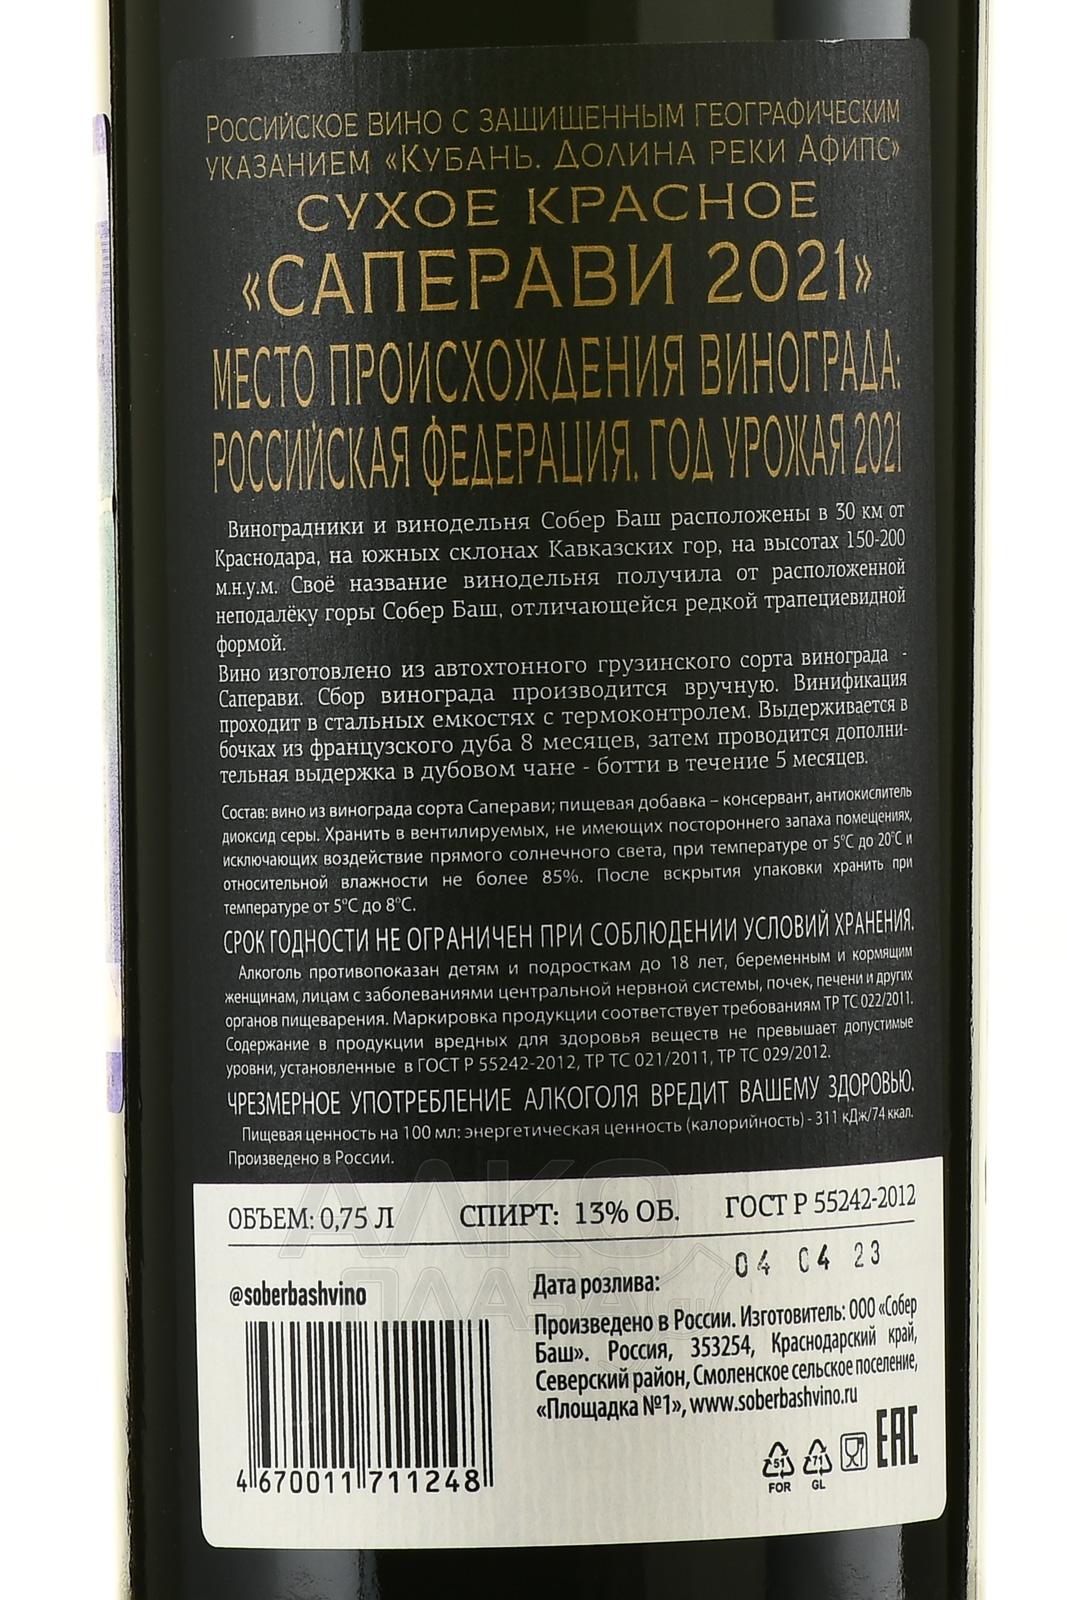 Российское вино с защищенным географическим
указанием «Кубань. Долина реки Афипс»
СУХОЕ КРАСНОЕ
«САПЕРАВИ 2021»
МЕСТО ПРОИСХОЖДЕНИЯ ВИНОГРАДА:
РОССИЙСКАЯ ФЕДЕРАЦИЯ. ГОД УРОЖАЯ 2021
Виноградники и винодельня Собер Баш расположены в 30 км от
Краснодара, на южных склонах Кавказских гор, на высотах 150-200
м.н.у.м. Своё название винодельня получила от расположенной
неподалёку горы Собер Баш, отличающейся редкой трапециевидной
формой.
Вино изготовлено из автохтонного грузинского сорта винограда -
Саперави. Сбор винограда производится вручную. Винификация
проходит в стальных емкостях с термоконтролем. Выдерживается в
бочках из французского дуба 8 месяцев, затем проводится дополни-
тельная выдержка в дубовом чане - ботти в течение 5 месяцев.
Состав: вино из винограда сорта Саперави; пищевая добавка – консервант, антиокислитель
диоксид серы. Хранить в вентилируемых, не имеющих постороннего запаха помещениях,
исключающих воздействие прямого солнечного света, при температуре от 5°С до 20°С и
относительной влажности не более 85%. После вскрытия упаковки хранить при
температуре от 5°С до 8°С.
СРОК ГОДНОСТИ НЕ ОГРАНИЧЕН ПРИ СОБЛЮДЕНИИ УСЛОВИЙ ХРАНЕНИЯ.
Алкоголь противопоказан детям и подросткам до 18 лет, беременным и кормящим
женщинам, лицам с заболеваниями центральной нервной системы, почек, печени и других
органов пищеварения. Маркировка продукции соответствует требованиям ТР ТС 022/2011.
Содержание в продукции вредных для здоровья веществ не превышает допустимые
уровни, установленные в ГОСТ Р 55242-2012, ТР ТС 021/2011, ТР ТС 029/2012.
ЧРЕЗМЕРНОЕ УПОТРЕБЛЕНИЕ АЛКОГОЛЯ ВРЕДИТ ВАШЕМУ ЗДОРОВЬЮ.
Пищевая ценность на 100 мл: энергетическая ценность (калорийность) - 311 кДж/74 ккал.
Произведено в России.
ОБЪЕМ: 0,75 Л СПИРТ: 13% ОБ. ГОСТ Р 55242-2012
04 04 23
@soberbashvino
Дата розлива:
Произведено в России. Изготовитель: ООО «Собер
Баш». Россия, 353254, Краснодарский край,
Северский район, Смоленское сельское поселение,
«Площадка №1», www.soberbashvino.ru
4 670011 711248
51 71 EAC
FOR GL
АЛКО
ПЛАЗА.RU